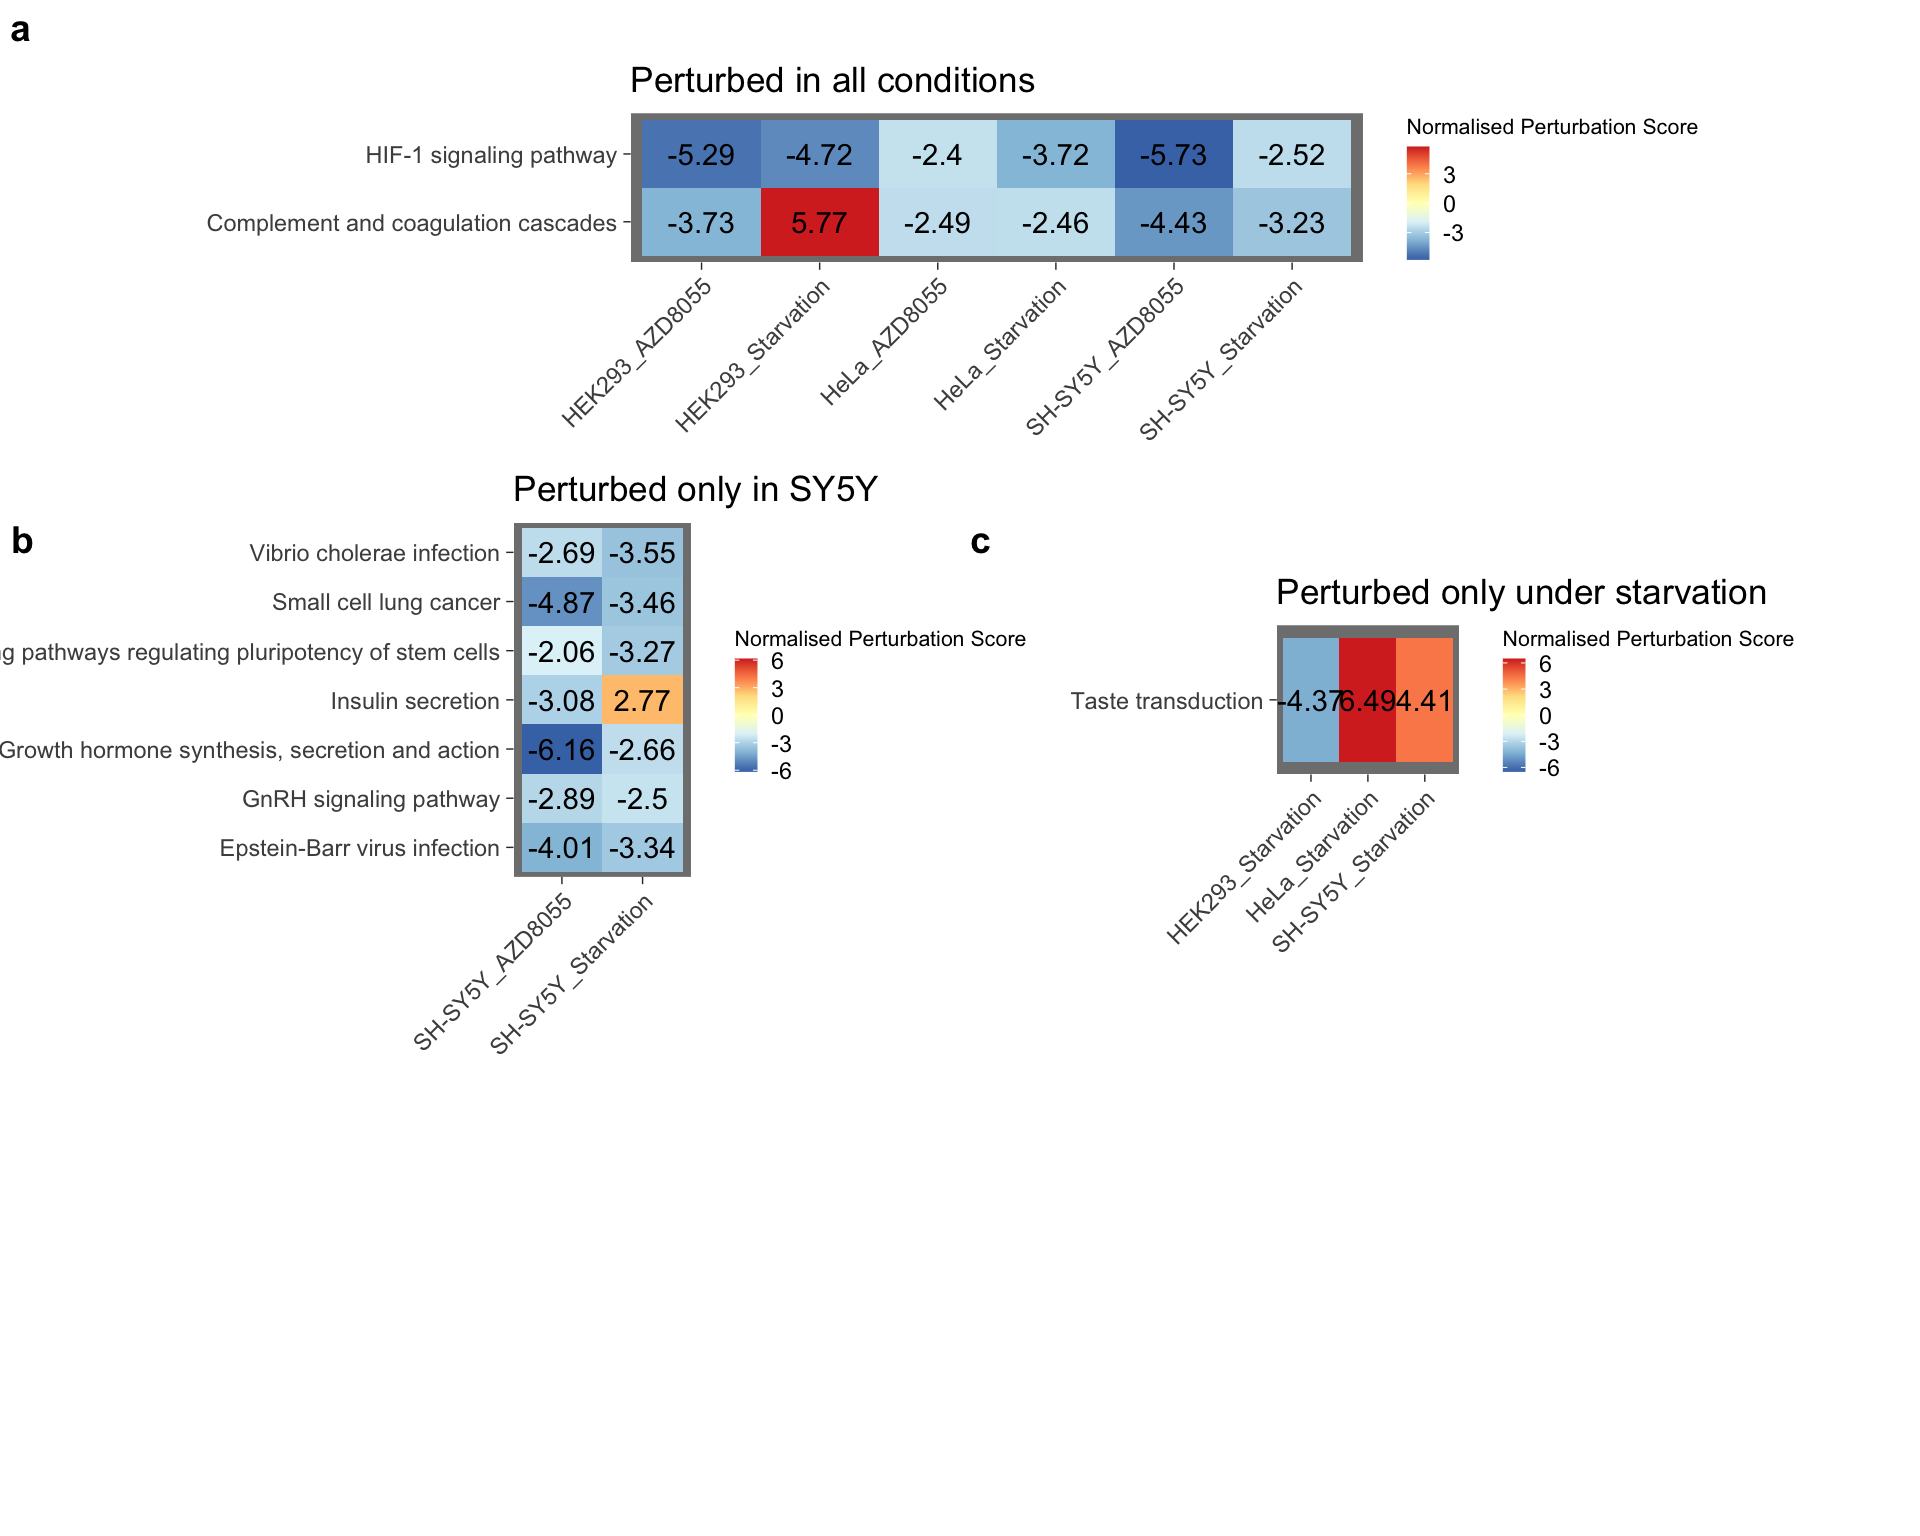 a
Perturbed in all conditions
HIF-1 signaling pathway
-5.29 -4.72 -2.4 -3.72 -5.73 -2.52
Complement and coagulation cascades
-3.73 5.77 -2.49 -2.46 -4.43 -3.23
HEK293_AZD8055
HEK293_Starvation
HeLa_AZD8055
HeLa_Starvation
SH-SY5Y_AZD8055
SH-SY5Y_Starvation
Normalised Perturbation Score
3
0
-3
b
Perturbed only in SY5Y
Vibrio cholerae infection
-2.69 -3.55
Small cell lung cancer
-4.87 -3.46
pathways regulating pluripotency of stem cells
-2.06 -3.27
Insulin secretion
-3.08 2.77
Growth hormone synthesis, secretion and action
-6.16 -2.66
GnRH signaling pathway
-2.89 -2.5
Epstein-Barr virus infection
-4.01 -3.34
SH-SY5Y_AZD8055
SH-SY5Y_Starvation
Normalised Perturbation Score
6
3
0
-3
-6
c
Perturbed only under starvation
Taste transduction
-4.37 6.49 4.41
HEK293_Starvation
HeLa_Starvation
SH-SY5Y_Starvation
Normalised Perturbation Score
6
3
0
-3
-6